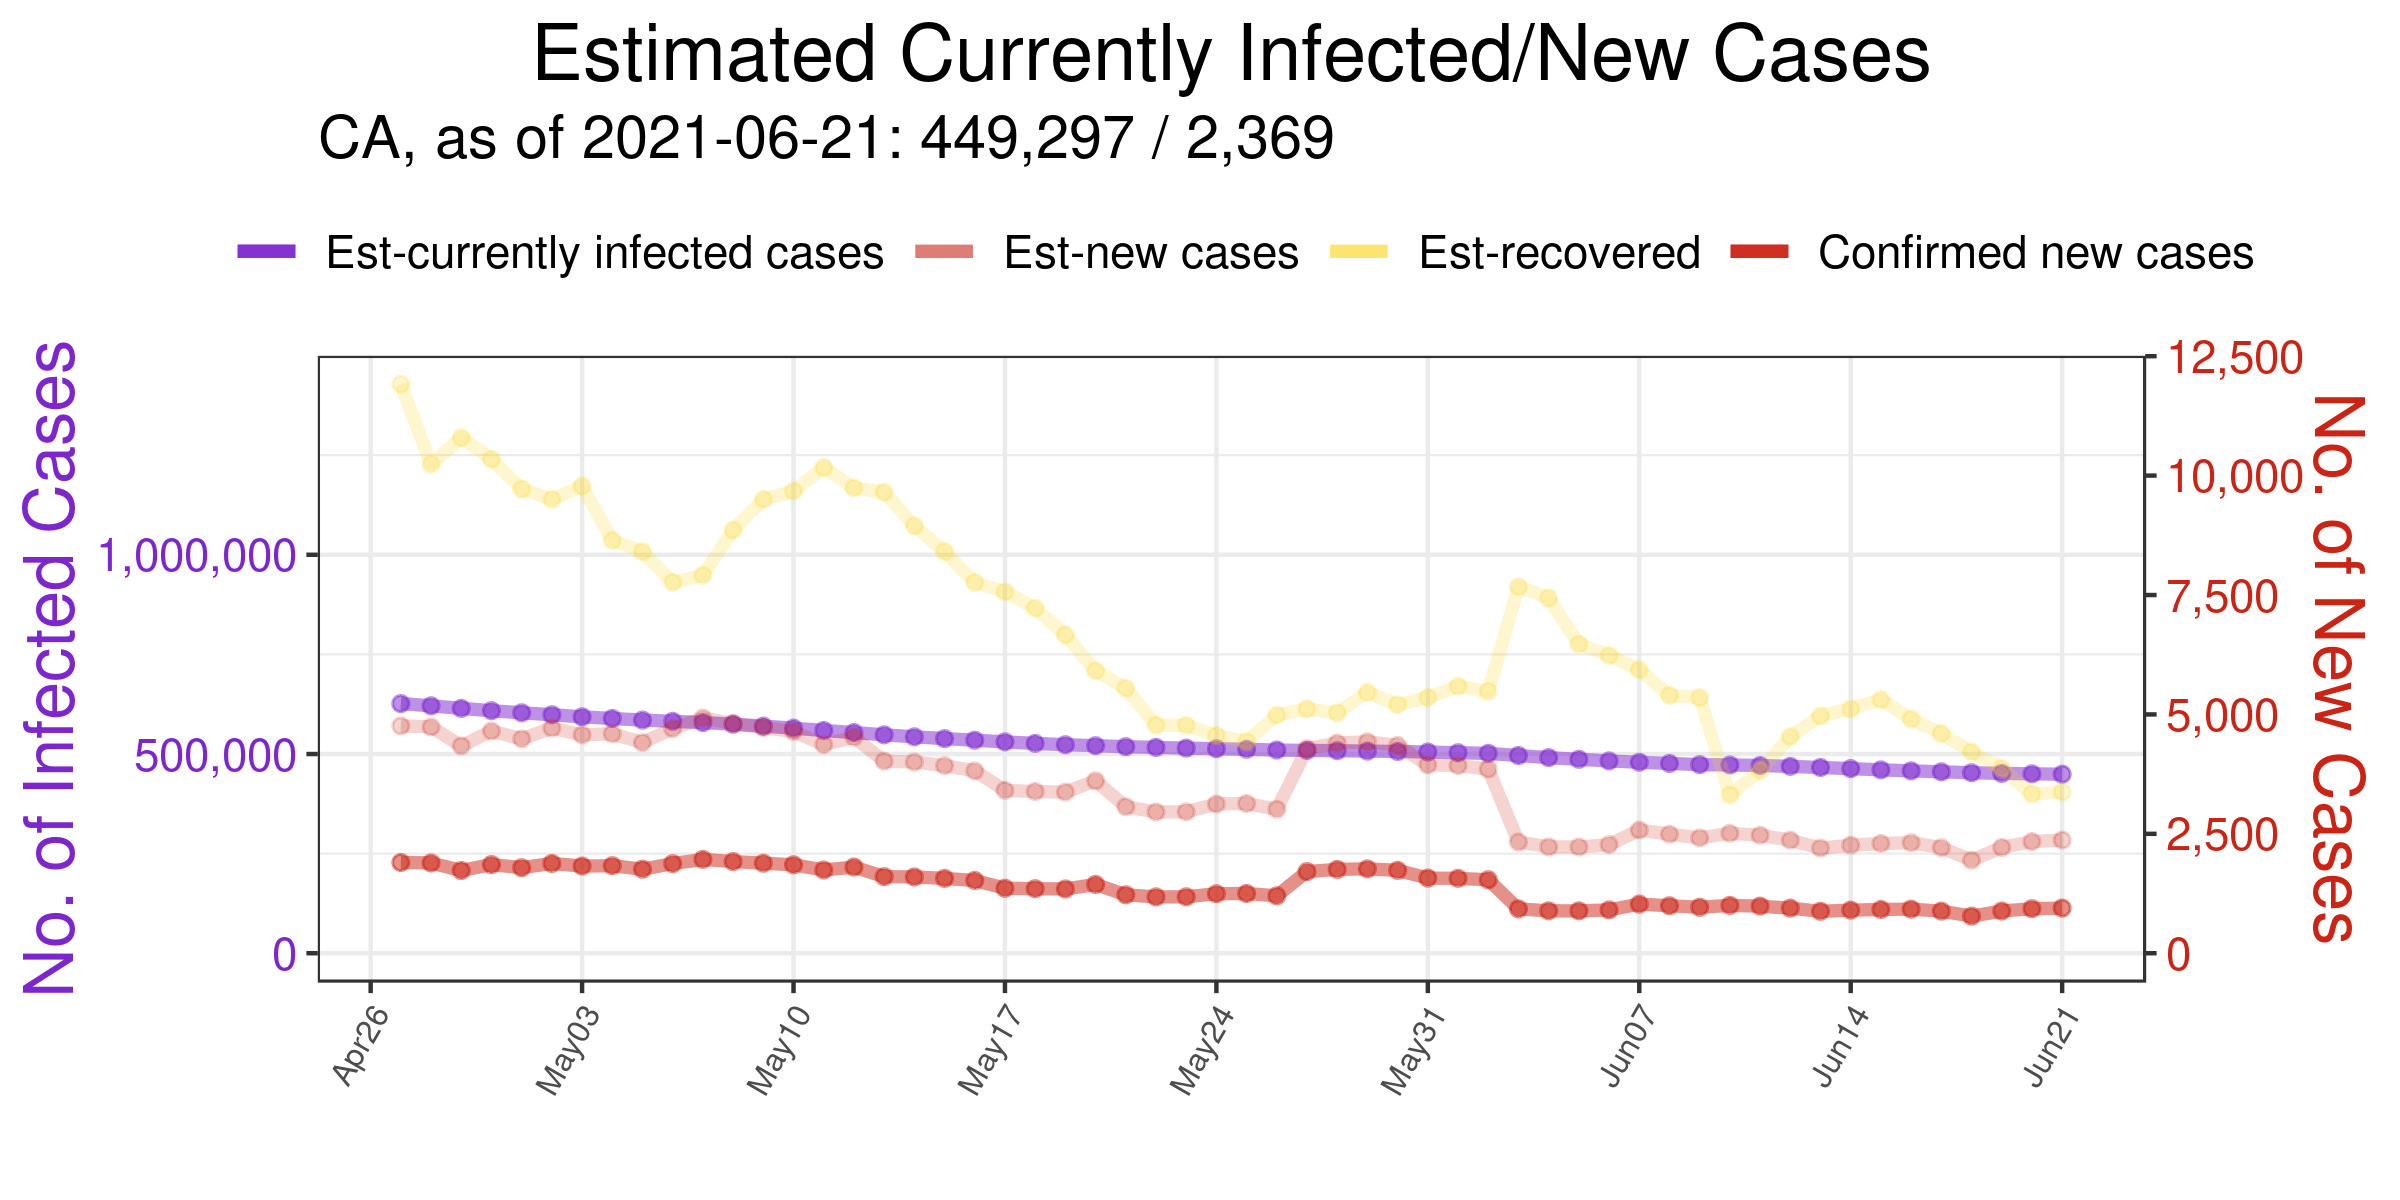 Estimated Currently Infected/New Cases
CA, as of 2021-06-21: 449,297 / 2,369
Est-currently infected cases Est-new cases Est-recovered Confirmed new cases
No. of Infected Cases
1,000,000
500,000
0
12,500
10,000
7,500
5,000
2,500
0
No. of New Cases
Apr26 May03 May10 May17 May24 May31 Jun07 Jun14 Jun21